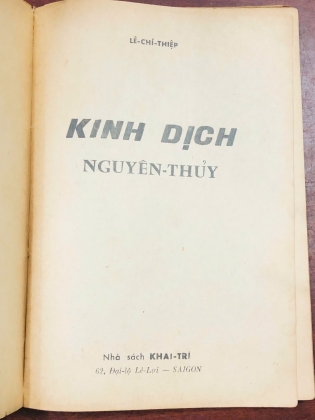 LÊ-CHÍ-THIỆP
KINH DỊCH
NGUYÊN-THỦY
Nhà sách KHAI-TRÍ
62, Đại-lộ Lê-Lợi — SAIGON